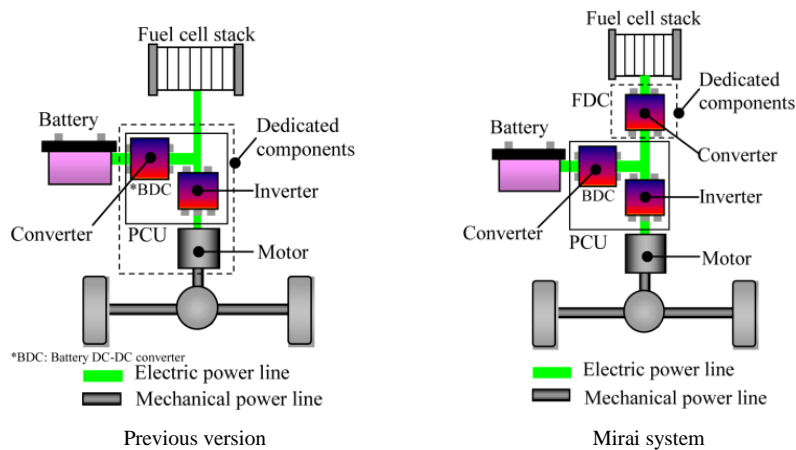 Fuel cell stack
Battery
Dedicated
components
*BDC
Inverter
Converter
PCU
Motor
*BDC: Battery DC-DC converter
Electric power line
Mechanical power line
Previous version
Fuel cell stack
FDC
Dedicated
components
Battery
Converter
BDC
Inverter
Converter
PCU
Motor
Electric power line
Mechanical power line
Mirai system